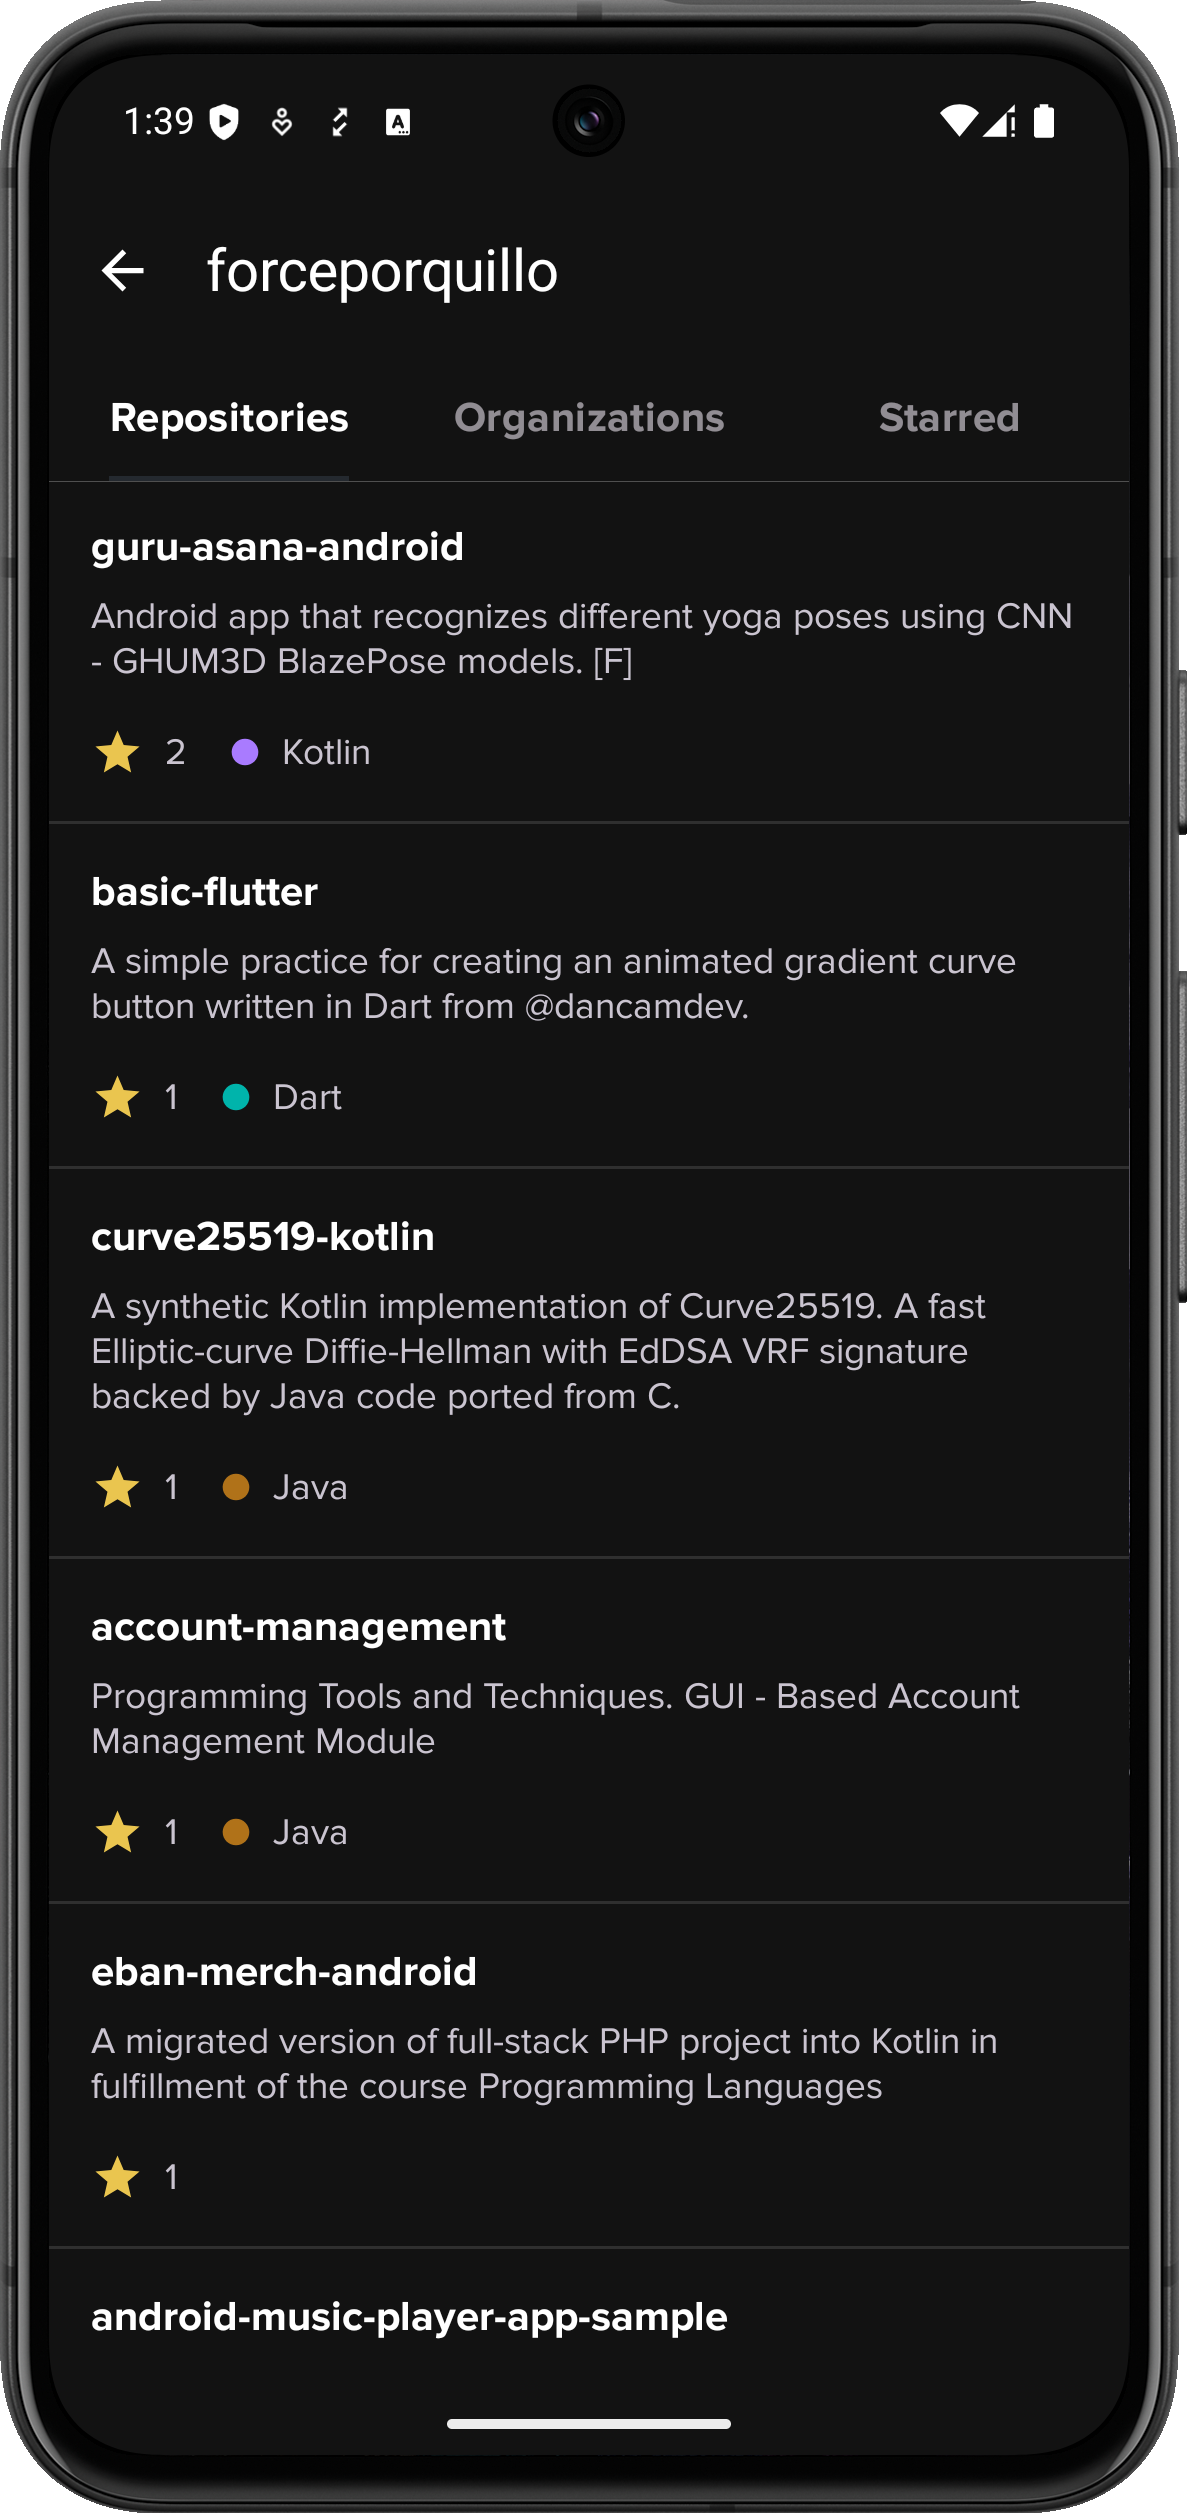 1:39
forceporquillo
Repositories Organizations Starred
guru-asana-android
Android app that recognizes different yoga poses using CNN
- GHUM3D BlazePose models. [F]
2 Kotlin
basic-flutter
A simple practice for creating an animated gradient curve
button written in Dart from @dancamdev.
1 Dart
curve25519-kotlin
A synthetic Kotlin implementation of Curve25519. A fast
Elliptic-curve Diffie-Hellman with EdDSA VRF signature
backed by Java code ported from C.
1 Java
account-management
Programming Tools and Techniques. GUI - Based Account
Management Module
1 Java
eban-merch-android
A migrated version of full-stack PHP project into Kotlin in
fulfillment of the course Programming Languages
1
android-music-player-app-sample